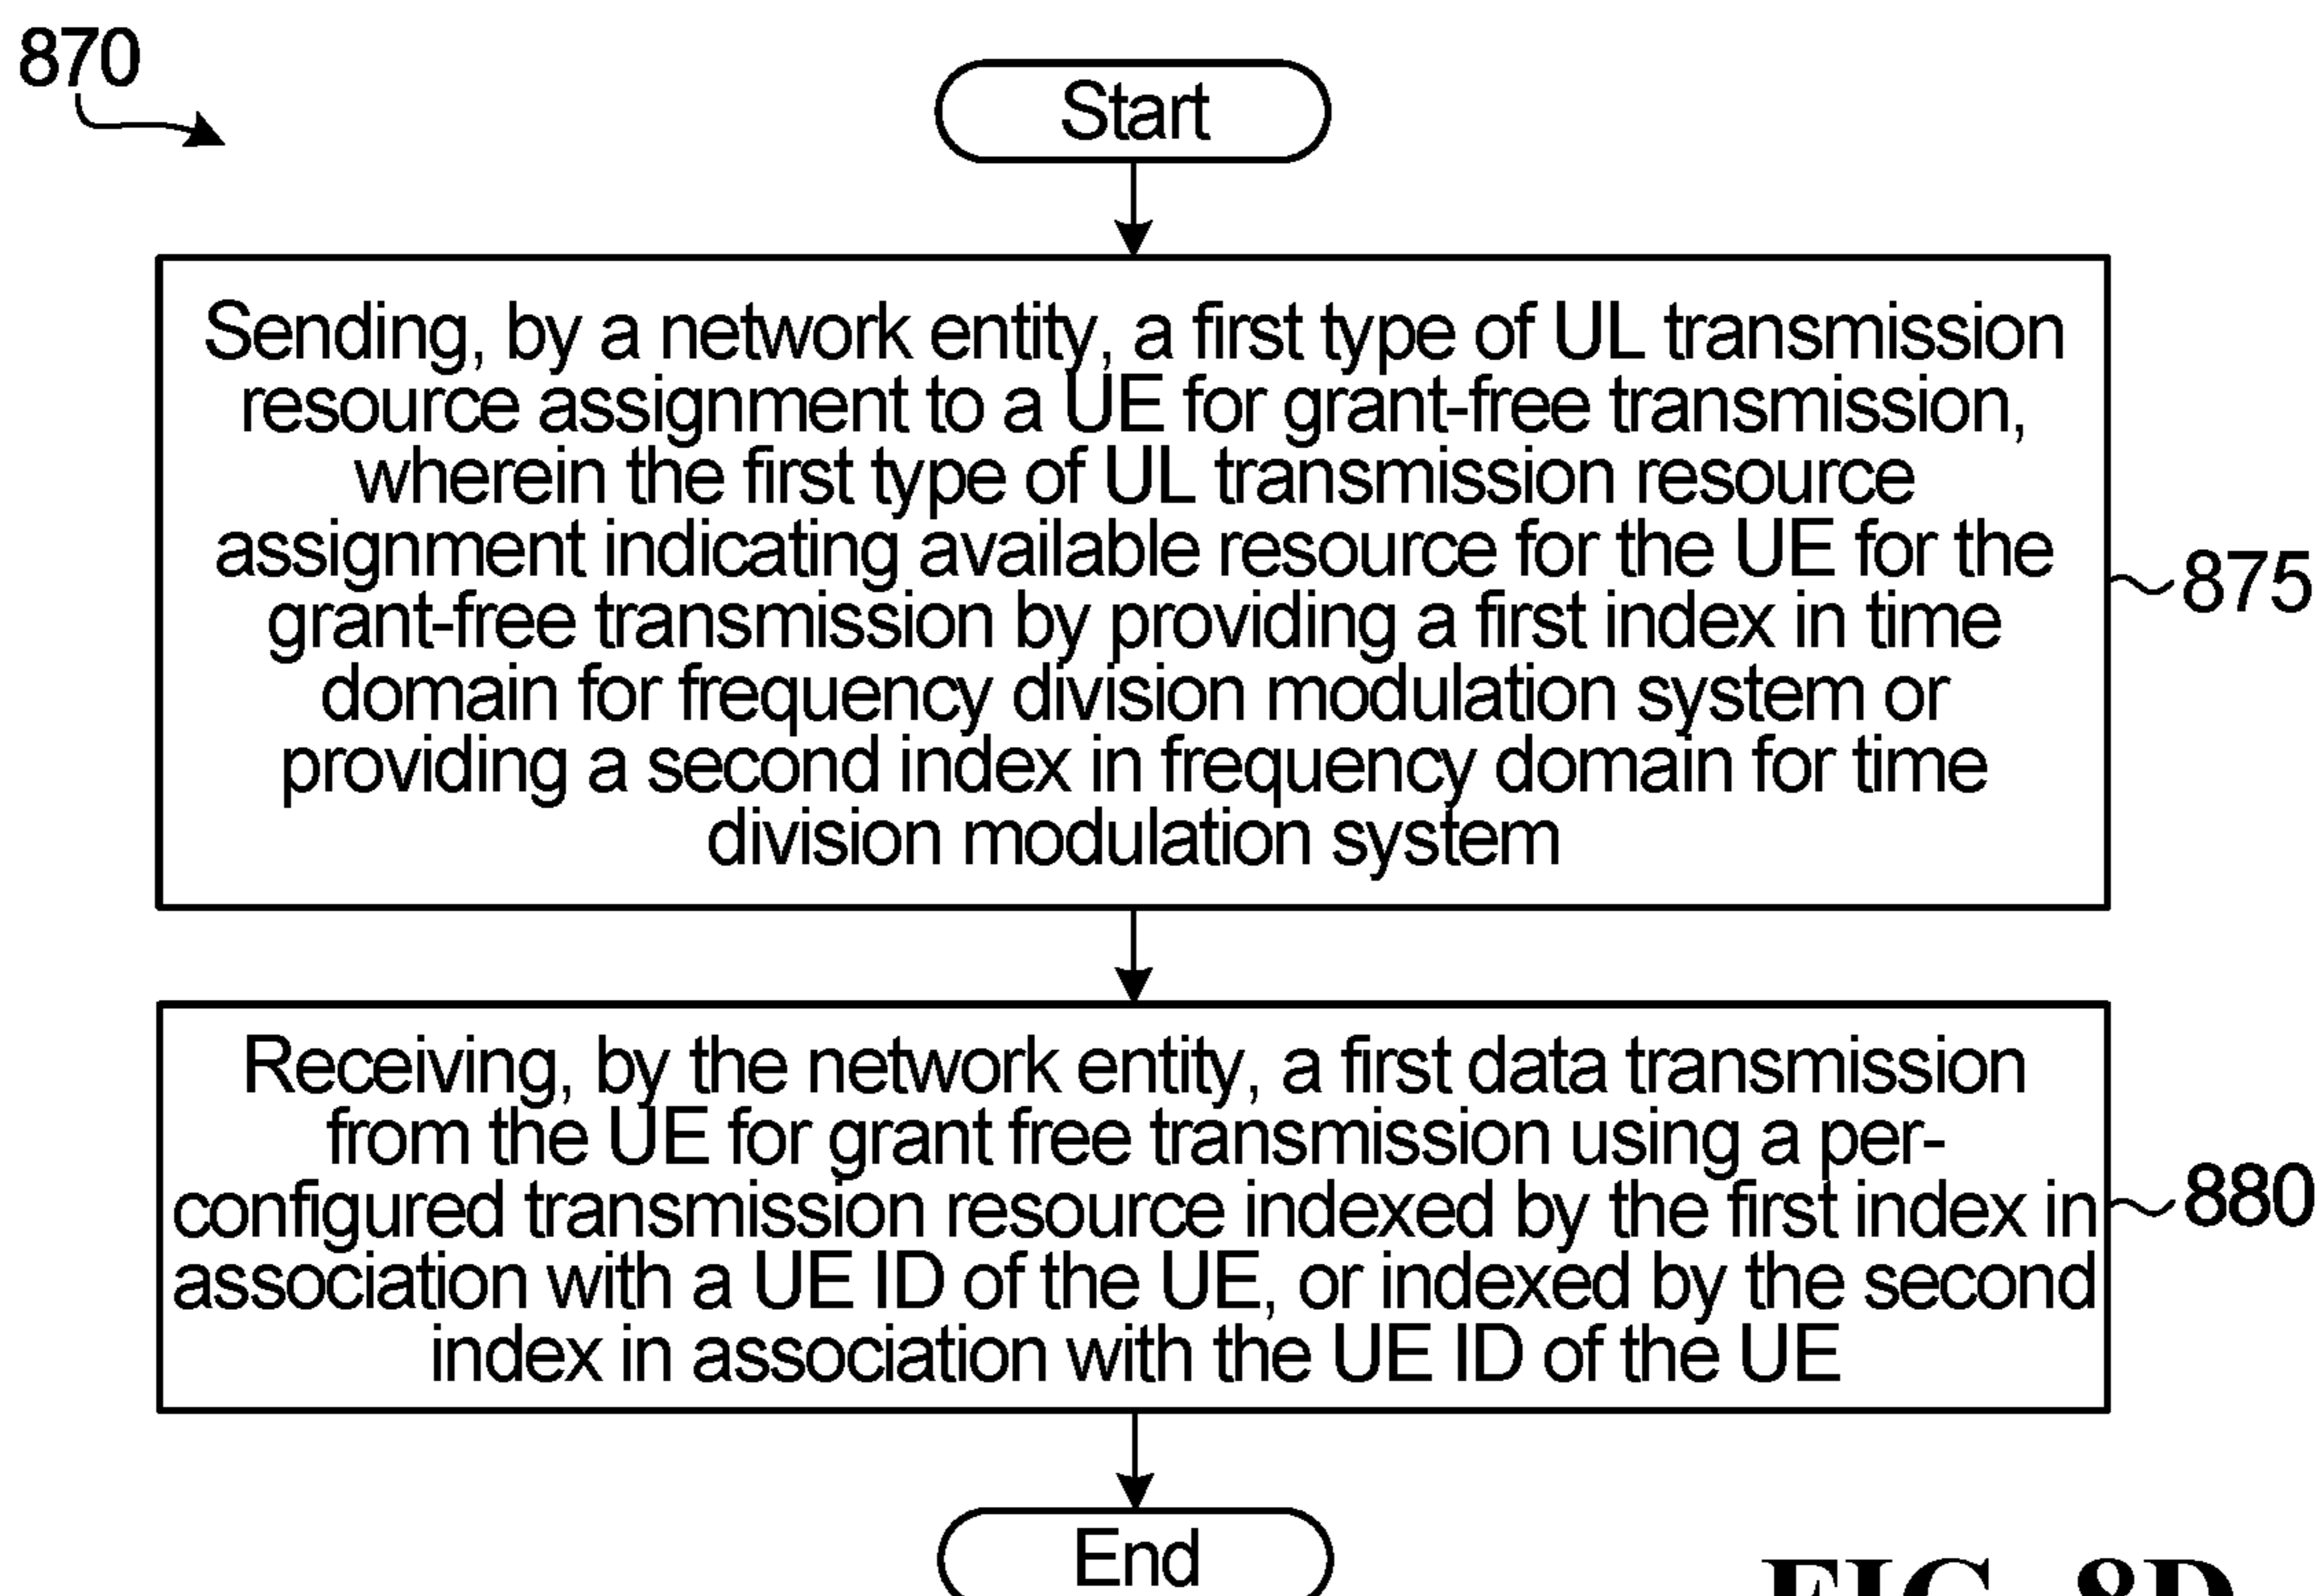 870
Start
Sending, by a network entity, a first type of UL transmission
resource assignment to a UE for grant-free transmission,
wherein the first type of UL transmission resource
assignment indicating available resource for the UE for the
grant-free transmission by providing a first index in time
domain for frequency division modulation system or
providing a second index in frequency domain for time
division modulation system
875
Receiving, by the network entity, a first data transmission
from the UE for grant free transmission using a per-
configured transmission resource indexed by the first index in
association with a UE ID of the UE, or indexed by the second
index in association with the UE ID of the UE
880
End
FIG. 8D